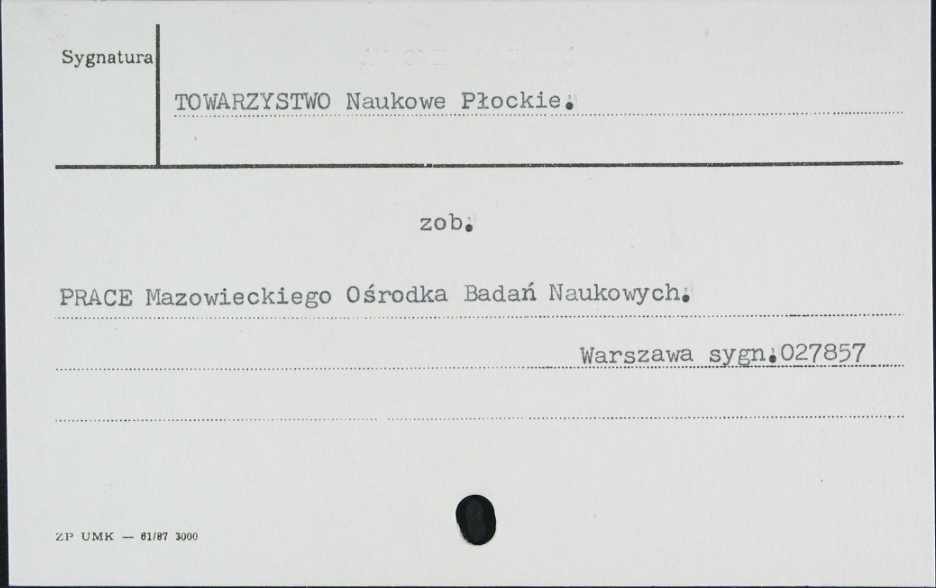 Sygnatura
TOWARZYSTWO Naukowe Płockie.
zob.
PRACE Mazowieckiego Ośrodka Badań Naukowych.
Warszawa sygn.027857
ZP UMK — 61/87 3000